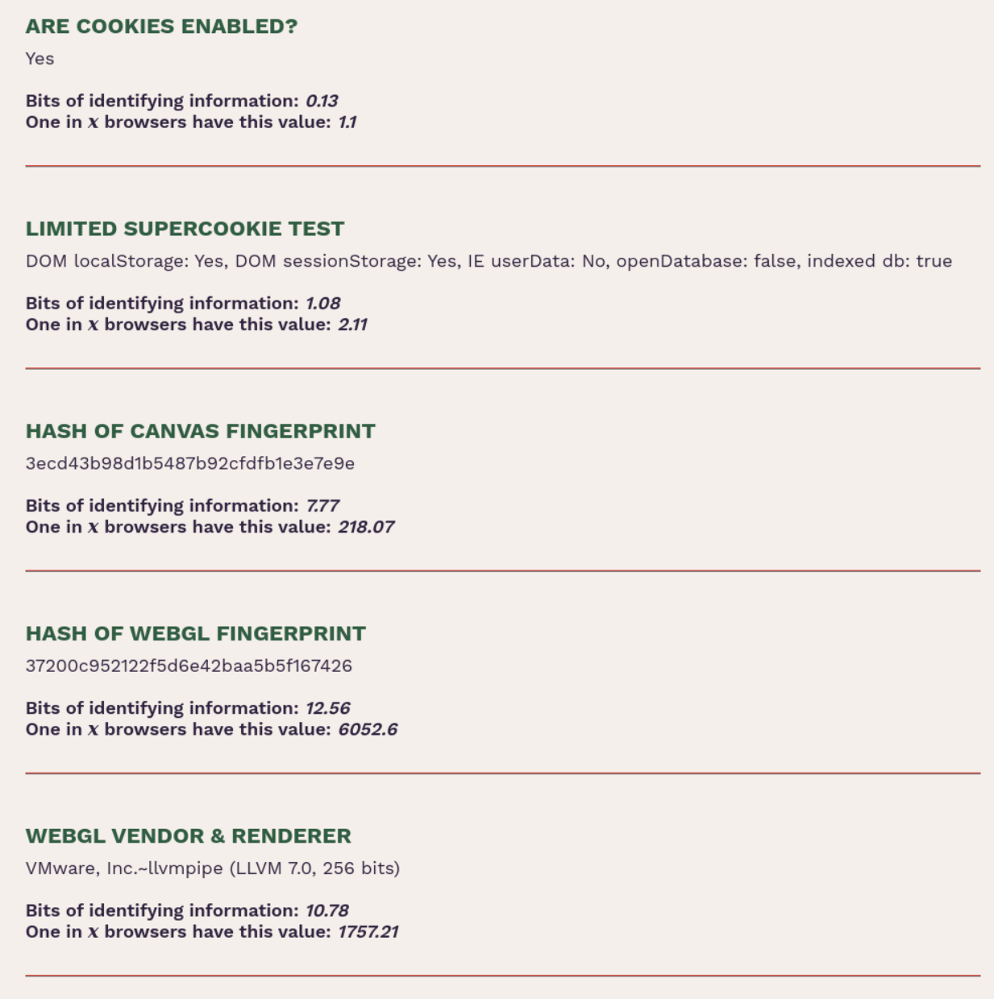 ARE COOKIES ENABLED?
Yes
Bits of identifying information: 0.13
One in x browsers have this value: 1.1
LIMITED SUPERCOOKIE TEST
DOM localStorage: Yes, DOM sessionStorage: Yes, IE userData: No, openDatabase: false, indexed db: true
Bits of identifying information: 1.08
One in x browsers have this value: 2.11
HASH OF CANVAS FINGERPRINT
3ecd43b98d1b5487b92cfdfb1e3e7e9e
Bits of identifying information: 7.77
One in x browsers have this value: 218.07
HASH OF WEBGL FINGERPRINT
37200c952122f5d6e42baa5b5f167426
Bits of identifying information: 12.56
One in x browsers have this value: 6052.6
WEBGL VENDOR & RENDERER
VMware, Inc.~llvmpipe (LLVM 7.0, 256 bits)
Bits of identifying information: 10.78
One in x browsers have this value: 1757.21